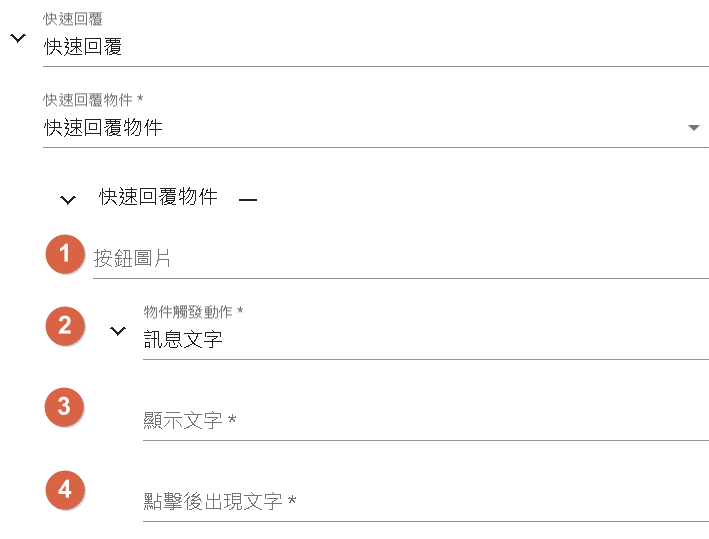 快速回覆
快速回覆
快速回覆物件 *
快速回覆物件
快速回覆物件
1 按鈕圖片
2 物件觸發動作 *
訊息文字
3 顯示文字 *
4 點擊後出現文字 *